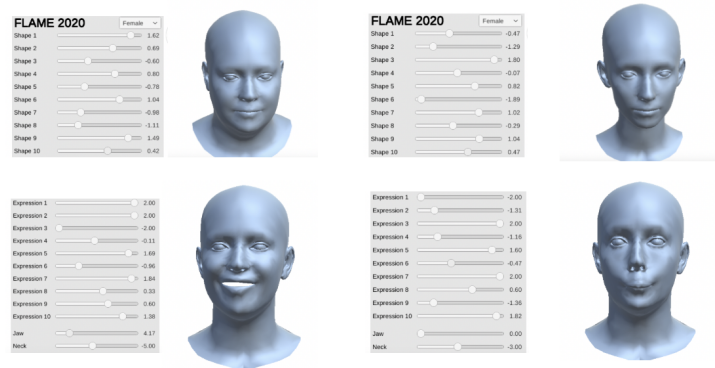 FLAME 2020 Female
Shape 1 1.62
Shape 2 0.69
Shape 3 -0.60
Shape 4 0.80
Shape 5 -0.78
Shape 6 1.04
Shape 7 -0.98
Shape 8 -1.11
Shape 9 1.49
Shape 10 0.42
FLAME 2020 Female
Shape 1 -0.47
Shape 2 -1.29
Shape 3 1.80
Shape 4 -0.07
Shape 5 0.82
Shape 6 -1.89
Shape 7 1.02
Shape 8 -0.29
Shape 9 1.04
Shape 10 0.47
Expression 1 2.00
Expression 2 2.00
Expression 3 -2.00
Expression 4 -0.11
Expression 5 1.69
Expression 6 -0.96
Expression 7 1.84
Expression 8 0.33
Expression 9 0.60
Expression 10 1.38
Jaw 4.17
Neck -5.00
Expression 1 -2.00
Expression 2 -1.31
Expression 3 2.00
Expression 4 -1.16
Expression 5 1.60
Expression 6 -0.47
Expression 7 2.00
Expression 8 0.60
Expression 9 -1.36
Expression 10 1.82
Jaw 0.00
Neck -3.00